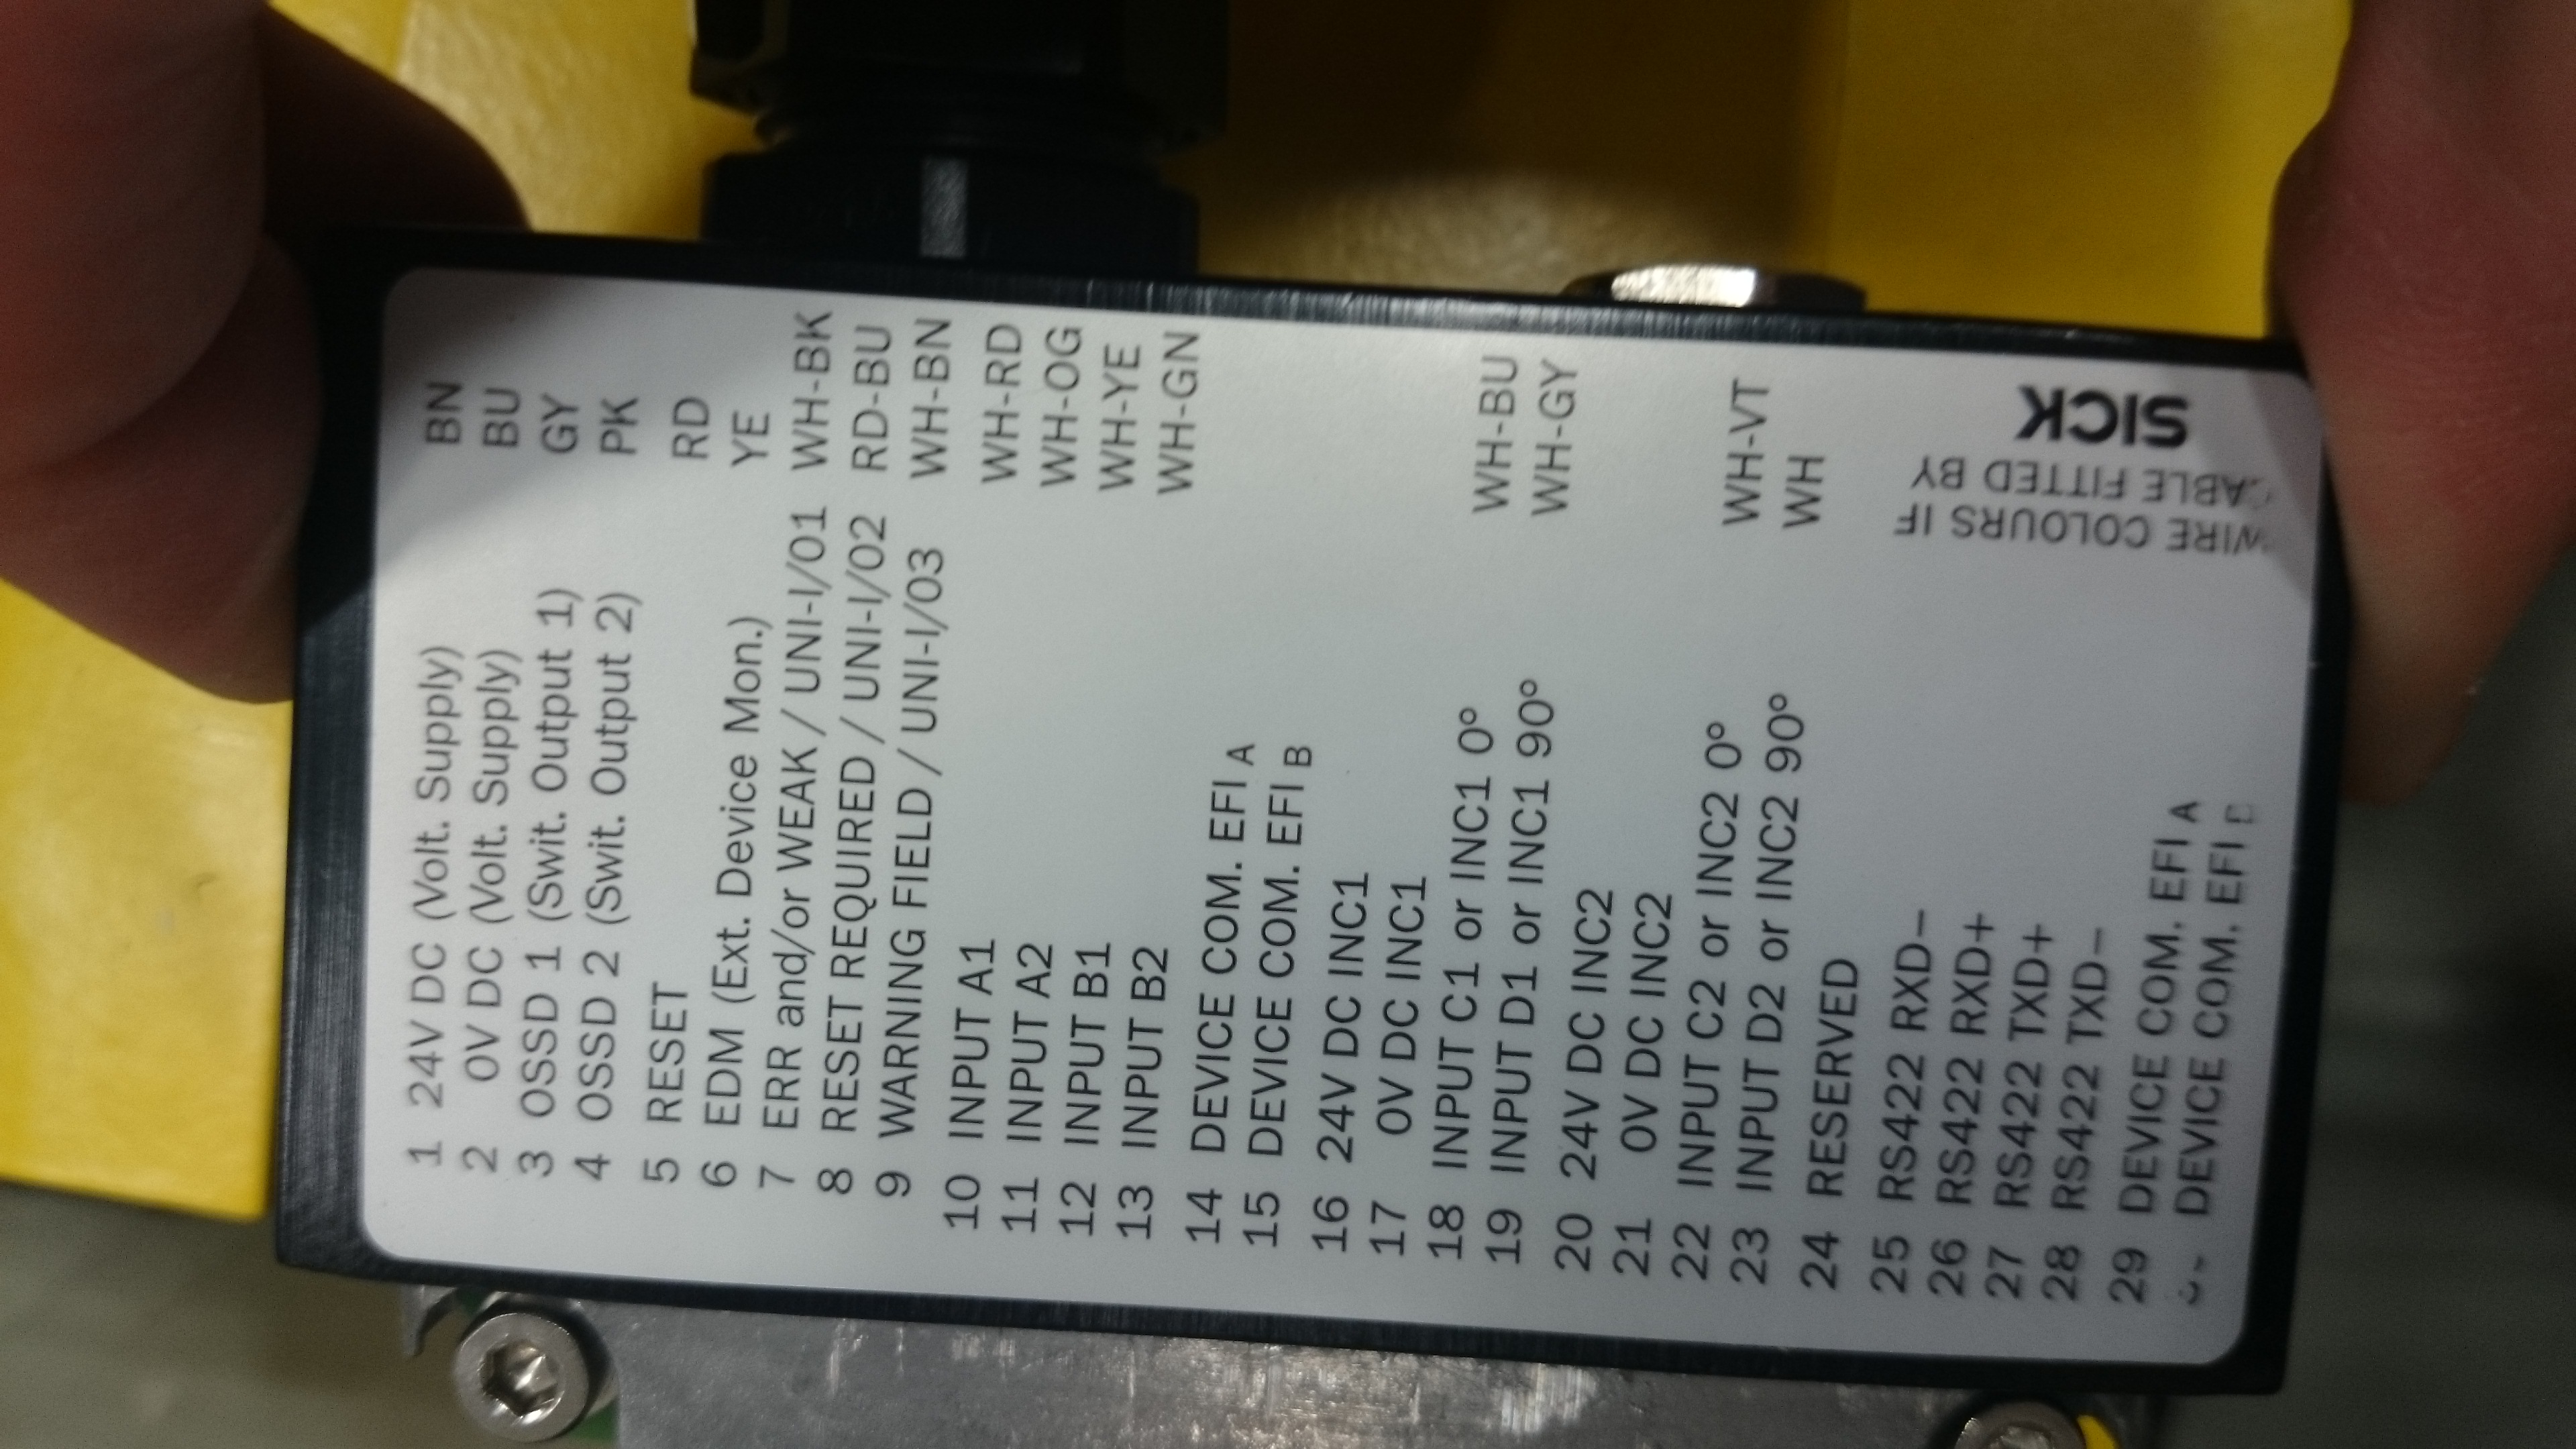 1 24V DC (Volt. Supply) BN
2 0V DC (Volt. Supply) BU
3 OSSD 1 (Swit. Output 1) GY
4 OSSD 2 (Swit. Output 2) PK
5 RESET RD
6 EDM (Ext. Device Mon.) YE
7 ERR and/or WEAK / UNI-I/01 WH-BK
8 RESET REQUIRED / UNI-I/02 RD-BU
9 WARNING FIELD / UNI-I/03 WH-BN
10 INPUT A1 WH-RD
11 INPUT A2 WH-OG
12 INPUT B1 WH-YE
13 INPUT B2 WH-GN
14 DEVICE COM. EFI A
15 DEVICE COM. EFI B
16 24V DC INC1
17 0V DC INC1
18 INPUT C1 or INC1 0° WH-BU
19 INPUT D1 or INC1 90° WH-GY
20 24V DC INC2
21 0V DC INC2
22 INPUT C2 or INC2 0° WH-VT
23 INPUT D2 or INC2 90° WH
24 RESERVED
25 RS422 RXD−
26 RS422 RXD+
27 RS422 TXD+
28 RS422 TXD−
29 DEVICE COM. EFI A
DEVICE COM. EFI
WIRE COLOURS IF
CABLE FITTED BY
SICK